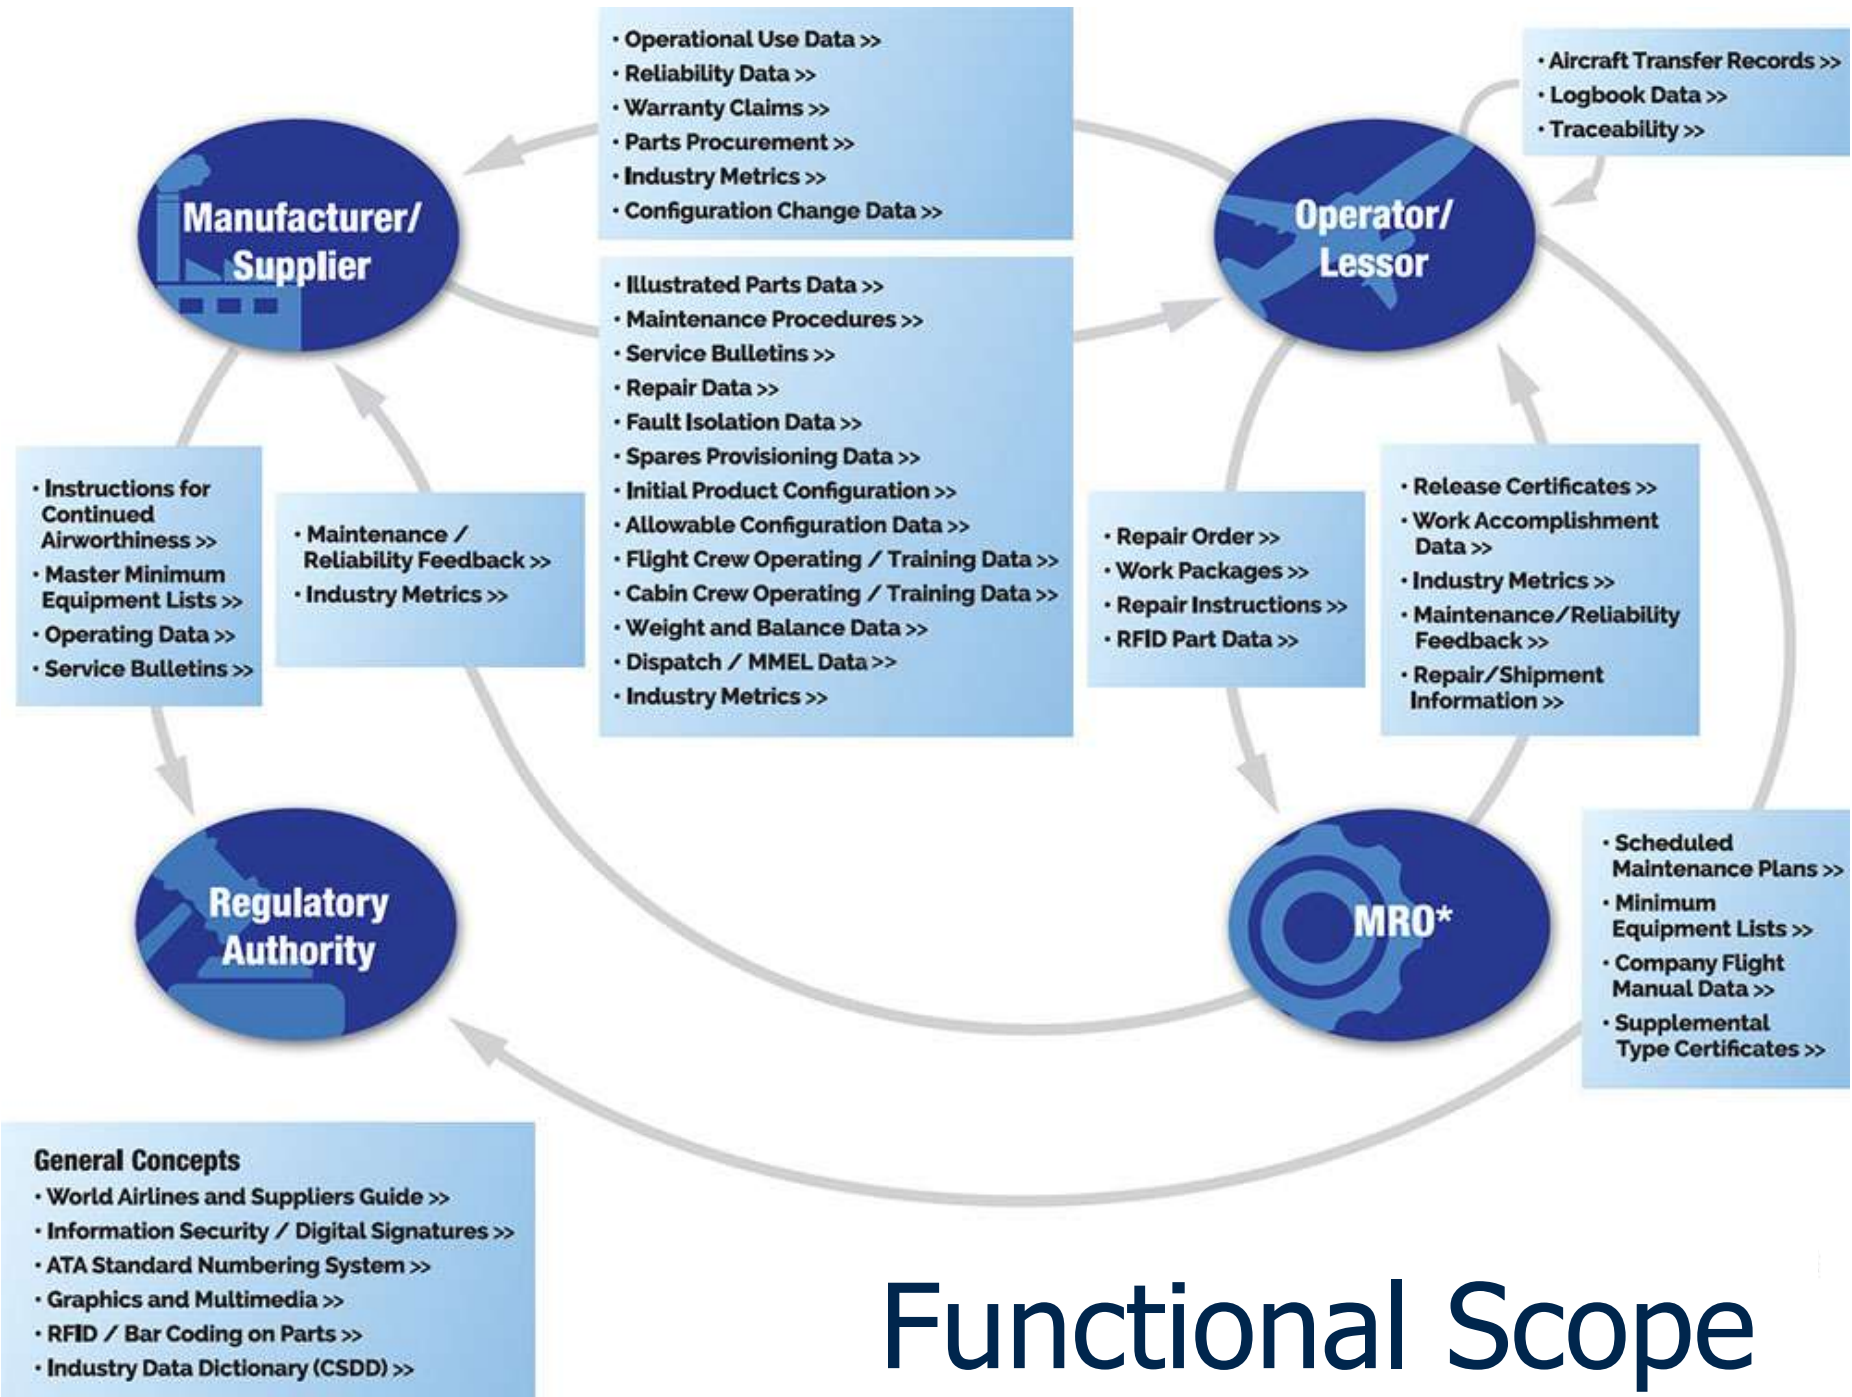 • Operational Use Data >>
• Reliability Data >>
• Warranty Claims >>
• Parts Procurement >>
• Industry Metrics >>
• Configuration Change Data >>
• Aircraft Transfer Records >>
• Logbook Data >>
• Traceability >>
Manufacturer/
Supplier
Operator/
Lessor
• Illustrated Parts Data >>
• Maintenance Procedures >>
• Service Bulletins >>
• Repair Data >>
• Fault Isolation Data >>
• Spares Provisioning Data >>
• Initial Product Configuration >>
• Allowable Configuration Data >>
• Flight Crew Operating / Training Data >>
• Cabin Crew Operating / Training Data >>
• Weight and Balance Data >>
• Dispatch / MMEL Data >>
• Industry Metrics >>
• Instructions for
Continued
Airworthiness >>
• Master Minimum
Equipment Lists >>
• Operating Data >>
• Service Bulletins >>
• Maintenance /
Reliability Feedback >>
• Industry Metrics >>
• Repair Order >>
• Work Packages >>
• Repair Instructions >>
• RFID Part Data >>
• Release Certificates >>
• Work Accomplishment
Data >>
• Industry Metrics >>
• Maintenance/Reliability
Feedback >>
• Repair/Shipment
Information >>
Regulatory
Authority
MRO*
• Scheduled
Maintenance Plans >>
• Minimum
Equipment Lists >>
• Company Flight
Manual Data >>
• Supplemental
Type Certificates >>
General Concepts
• World Airlines and Suppliers Guide >>
• Information Security / Digital Signatures >>
• ATA Standard Numbering System >>
• Graphics and Multimedia >>
• RFID / Bar Coding on Parts >>
• Industry Data Dictionary (CSDD) >>
Functional Scope